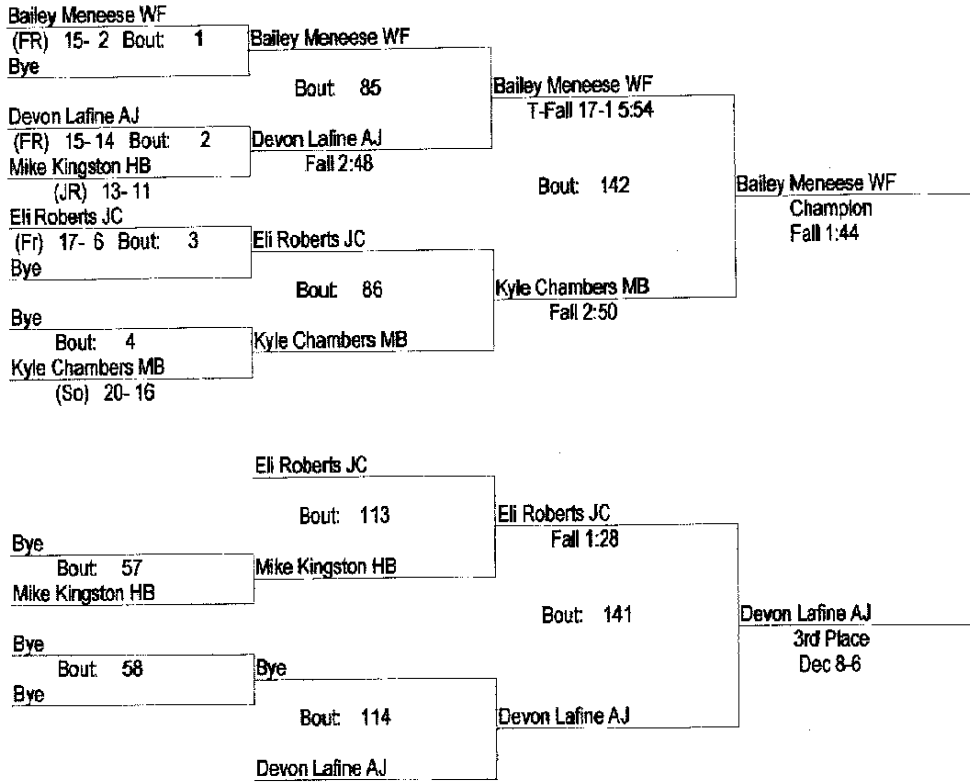 Bailey Meneese WF
(FR) 15- 2 Bout: 1
Bye
Bailey Meneese WF
Bout: 85
Devon Lafine AJ
(FR) 15- 14 Bout: 2
Mike Kingston HB
(JR) 13- 11
Devon Lafine AJ
Fall 2:48
Bailey Meneese WF
T-Fall 17-1 5:54
Bout: 142
Bailey Meneese WF
Champion
Fall 1:44
Eli Roberts JC
(Fr) 17- 6 Bout: 3
Bye
Eli Roberts JC
Bout: 86
Bye
Bout: 4
Kyle Chambers MB
(So) 20- 16
Kyle Chambers MB
Kyle Chambers MB
Fall 2:50
Eli Roberts JC
Bout: 113
Bye
Bout: 57
Mike Kingston HB
Mike Kingston HB
Eli Roberts JC
Fall 1:28
Bout: 141
Devon Lafine AJ
3rd Place
Dec 8-6
Bye
Bout: 58
Bye
Bye
Bout: 114
Devon Lafine AJ
Devon Lafine AJ